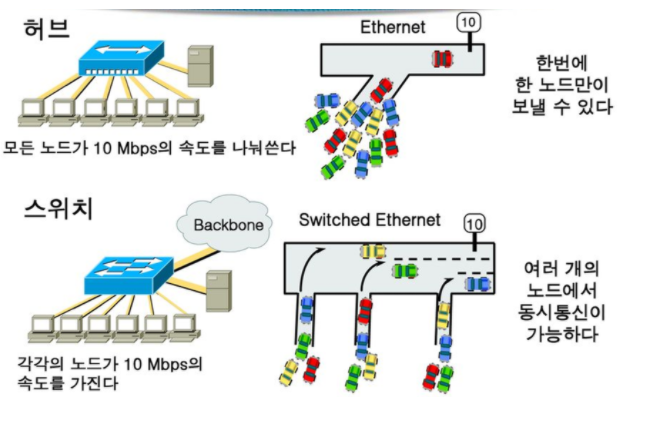 허브
Ethernet
10
한번에
한 노드만이
보낼 수 있다
모든 노드가 10 Mbps의 속도를 나눠쓴다
스위치
Backbone
Switched Ethernet
10
여러 개의
노드에서
동시통신이
가능하다
각각의 노드가 10 Mbps의
속도를 가진다